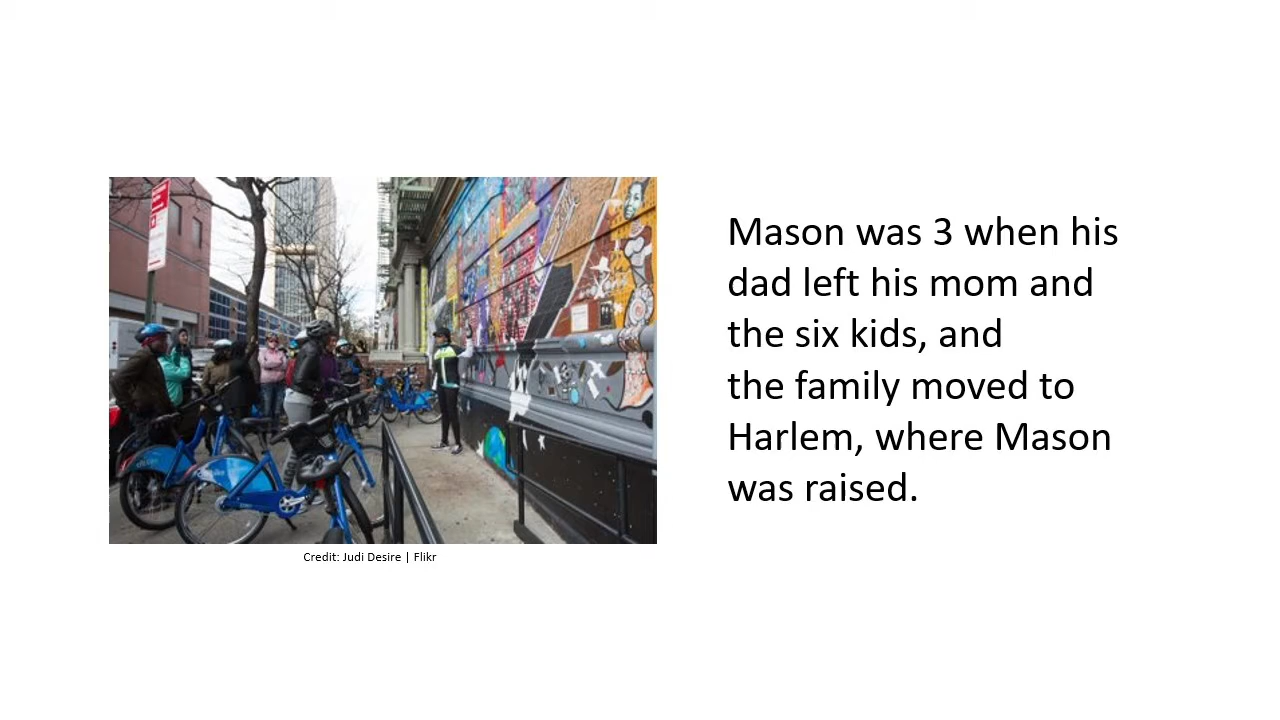 Mason was 3 when his
dad left his mom and
the six kids, and
the family moved to
Harlem, where Mason
was raised.
Credit: Judi Desire | Flikr